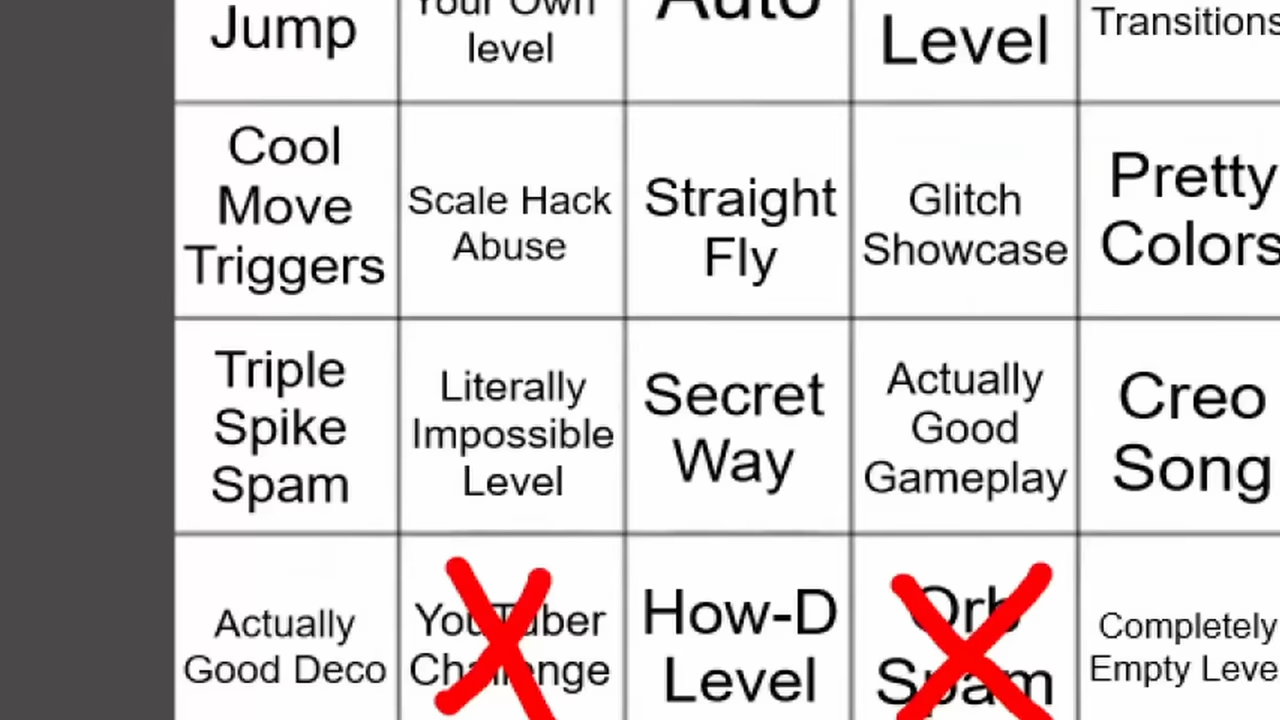 Jump
Your Own
level
Auto
Level
Transitions
Cool
Move
Triggers
Scale Hack
Abuse
Straight
Fly
Glitch
Showcase
Pretty
Colors
Triple
Spike
Spam
Literally
Impossible
Level
Secret
Way
Actually
Good
Gameplay
Creo
Song
Actually
Good Deco
YouTuber
Challenge
How-D
Level
Orb
Spam
Completely
Empty Leve